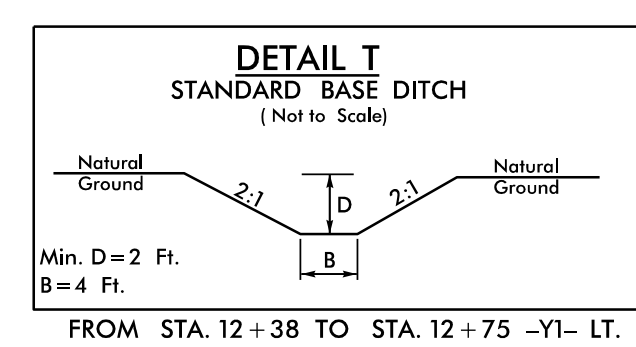 DETAIL T
STANDARD BASE DITCH
( Not to Scale)
Natural
Ground
2:1
D
2:1
Natural
Ground
Min. D=2 Ft.
B
B=4 Ft.
FROM STA. 12+38 TO STA. 12+75 -Y1- LT.